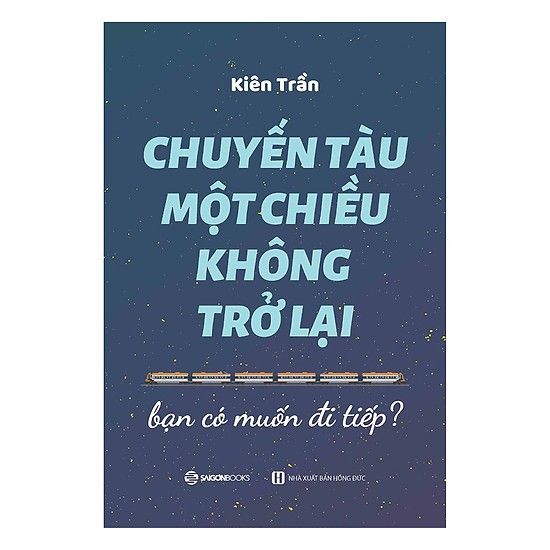 Kiên Trần
CHUYẾN TÀU
MỘT CHIỀU
KHÔNG
TRỞ LẠI
bạn có muốn đi tiếp?
SAIGONBOOKS
H NHÀ XUẤT BẢN HỒNG ĐỨC